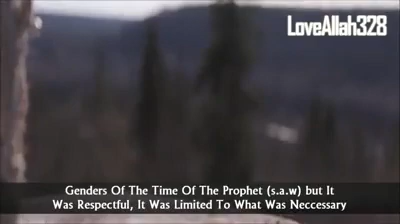 LoveAllah328
Genders Of The Time Of The Prophet (s.a.w) but It
Was Respectful, It Was Limited To What Was Neccessary